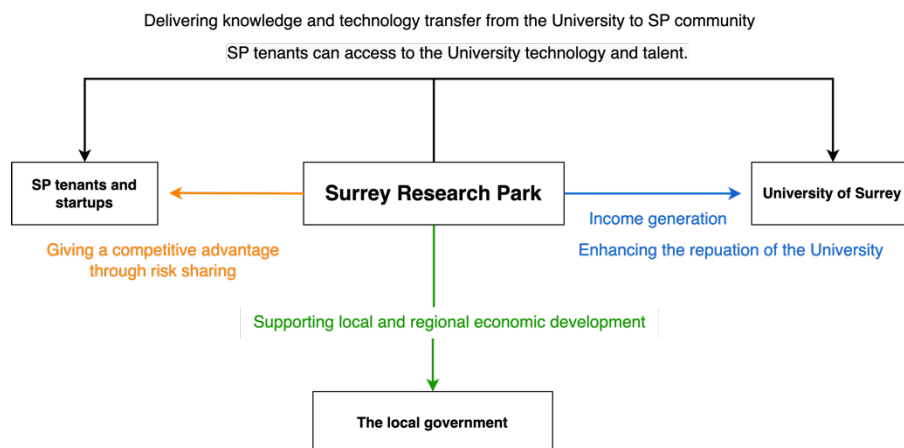 Delivering knowledge and technology transfer from the University to SP community
SP tenants can access to the University technology and talent.
SP tenants and
startups
Surrey Research Park
University of Surrey
Income generation
Giving a competitive advantage
through risk sharing
Enhancing the repuation of the University
Supporting local and regional economic development
The local government